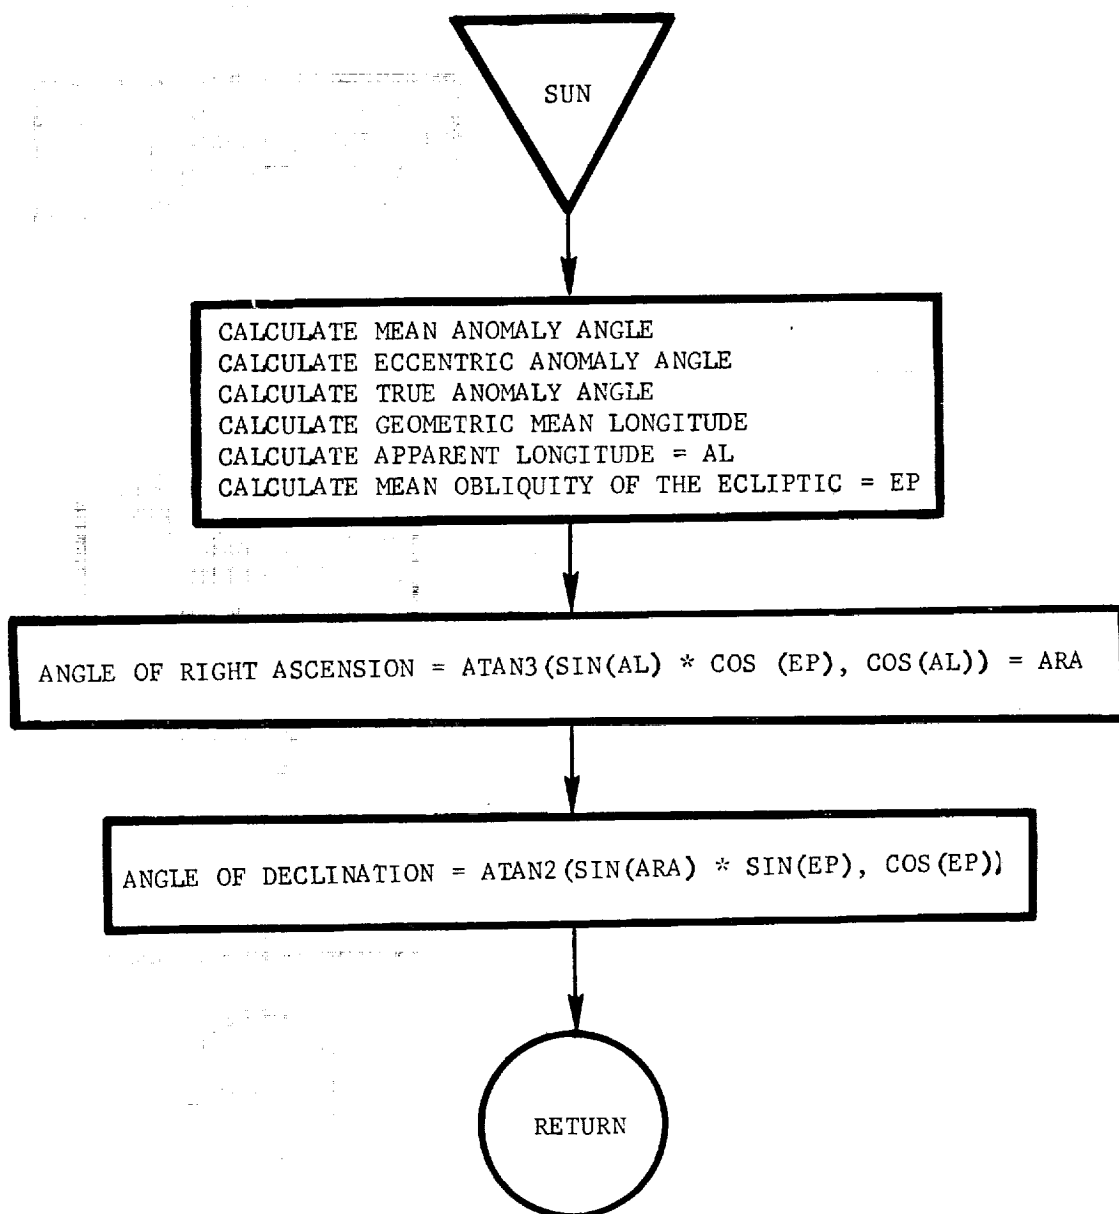 SUN
CALCULATE MEAN ANOMALY ANGLE
CALCULATE ECCENTRIC ANOMALY ANGLE
CALCULATE TRUE ANOMALY ANGLE
CALCULATE GEOMETRIC MEAN LONGITUDE
CALCULATE APPARENT LONGITUDE = AL
CALCULATE MEAN OBLIQUITY OF THE ECLIPTIC = EP
ANGLE OF RIGHT ASCENSION = ATAN3(SIN(AL) * COS (EP), COS(AL)) = ARA
ANGLE OF DECLINATION = ATAN2(SIN(ARA) * SIN(EP), COS(EP))
RETURN